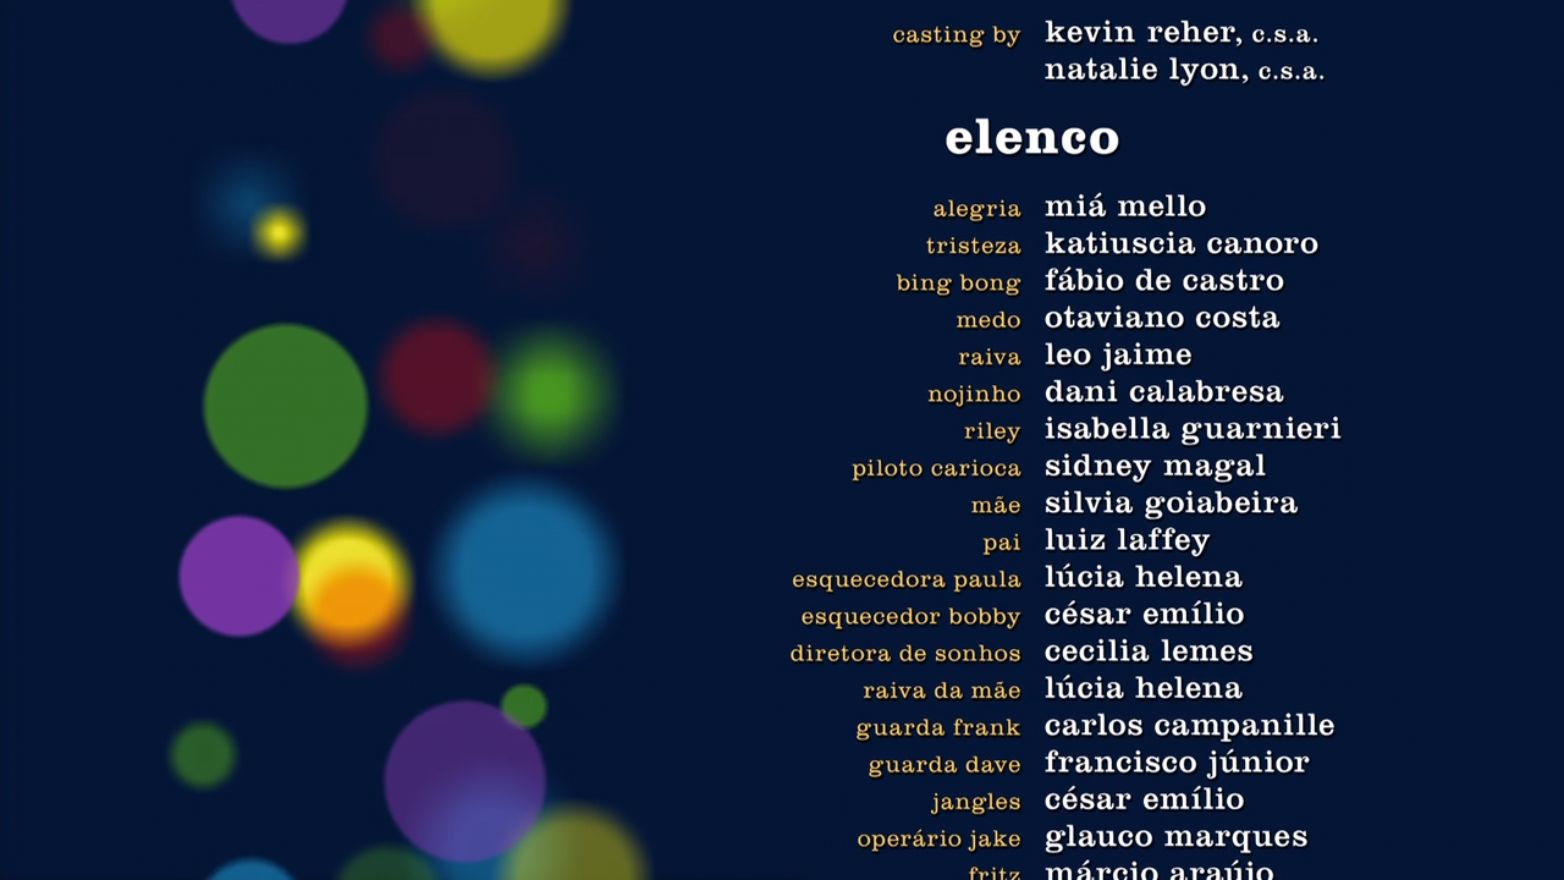 casting by kevin reher, c.s.a.
natalie lyon, c.s.a.
elenco
alegria miá mello
tristeza katiuscia canoro
bing bong fábio de castro
medo otaviano costa
raiva leo jaime
nojinho dani calabresa
riley isabella guarnieri
piloto carioca sidney magal
mãe silvia goiabeira
pai luiz laffey
esquecedora paula lúcia helena
esquecedor bobby césar emílio
diretora de sonhos cecilia lemes
raiva da mãe lúcia helena
guarda frank carlos campanille
guarda dave francisco júnior
jangles césar emílio
operário jake glauco marques
fritz márcio araújo